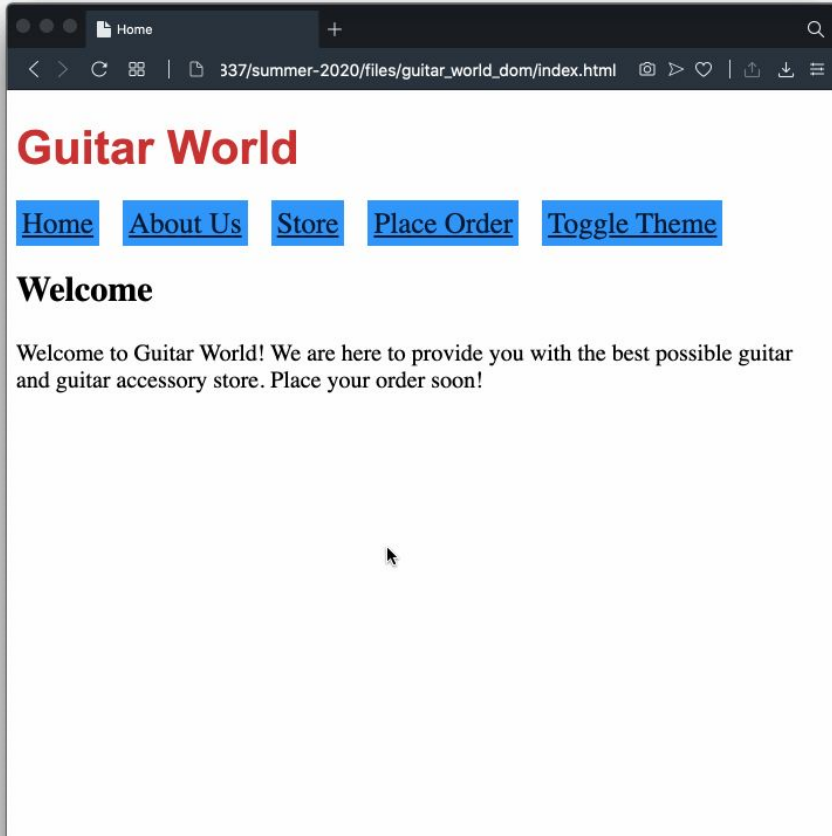 Home
337/summer-2020/files/guitar_world_dom/index.html
Guitar World
Home About Us Store Place Order Toggle Theme
Welcome
Welcome to Guitar World! We are here to provide you with the best possible guitar
and guitar accessory store. Place your order soon!